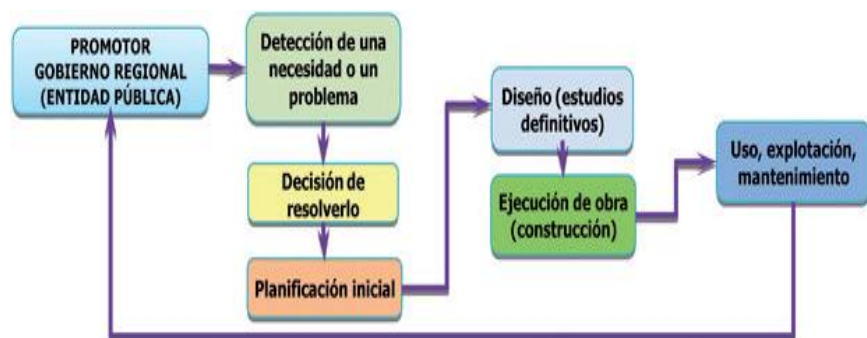 PROMOTOR
GOBIERNO REGIONAL
(ENTIDAD PÚBLICA)
Detección de una
necesidad o un
problema
Decisión de
resolverlo
Planificación inicial
Diseño (estudios
definitivos)
Ejecución de obra
(construcción)
Uso, explotación,
mantenimiento